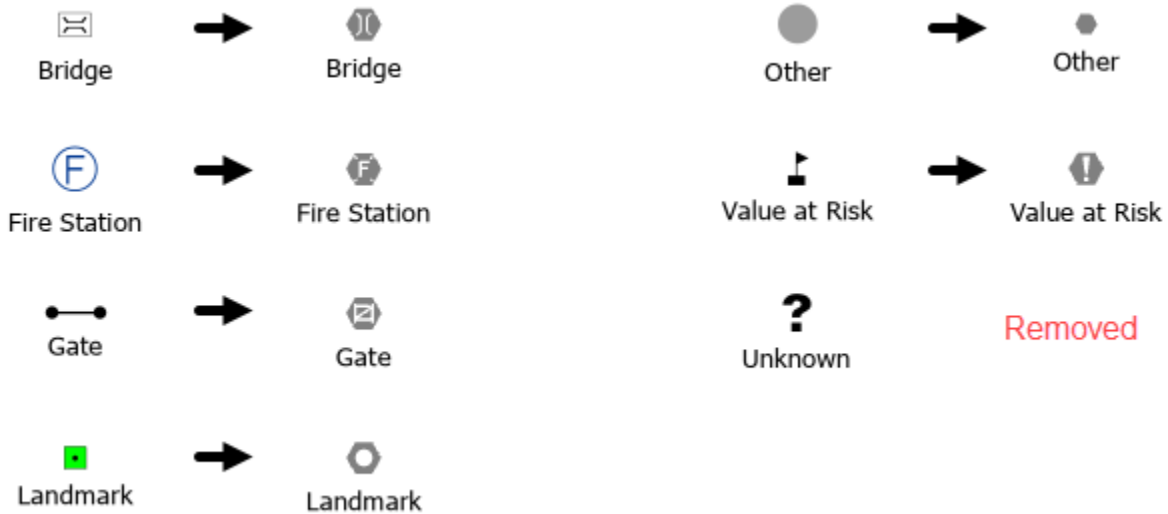 Bridge
Bridge
F
F
Fire Station
Fire Station
Gate
Gate
Landmark
Landmark
Other
Other
!
Value at Risk
Value at Risk
?
Unknown
Removed